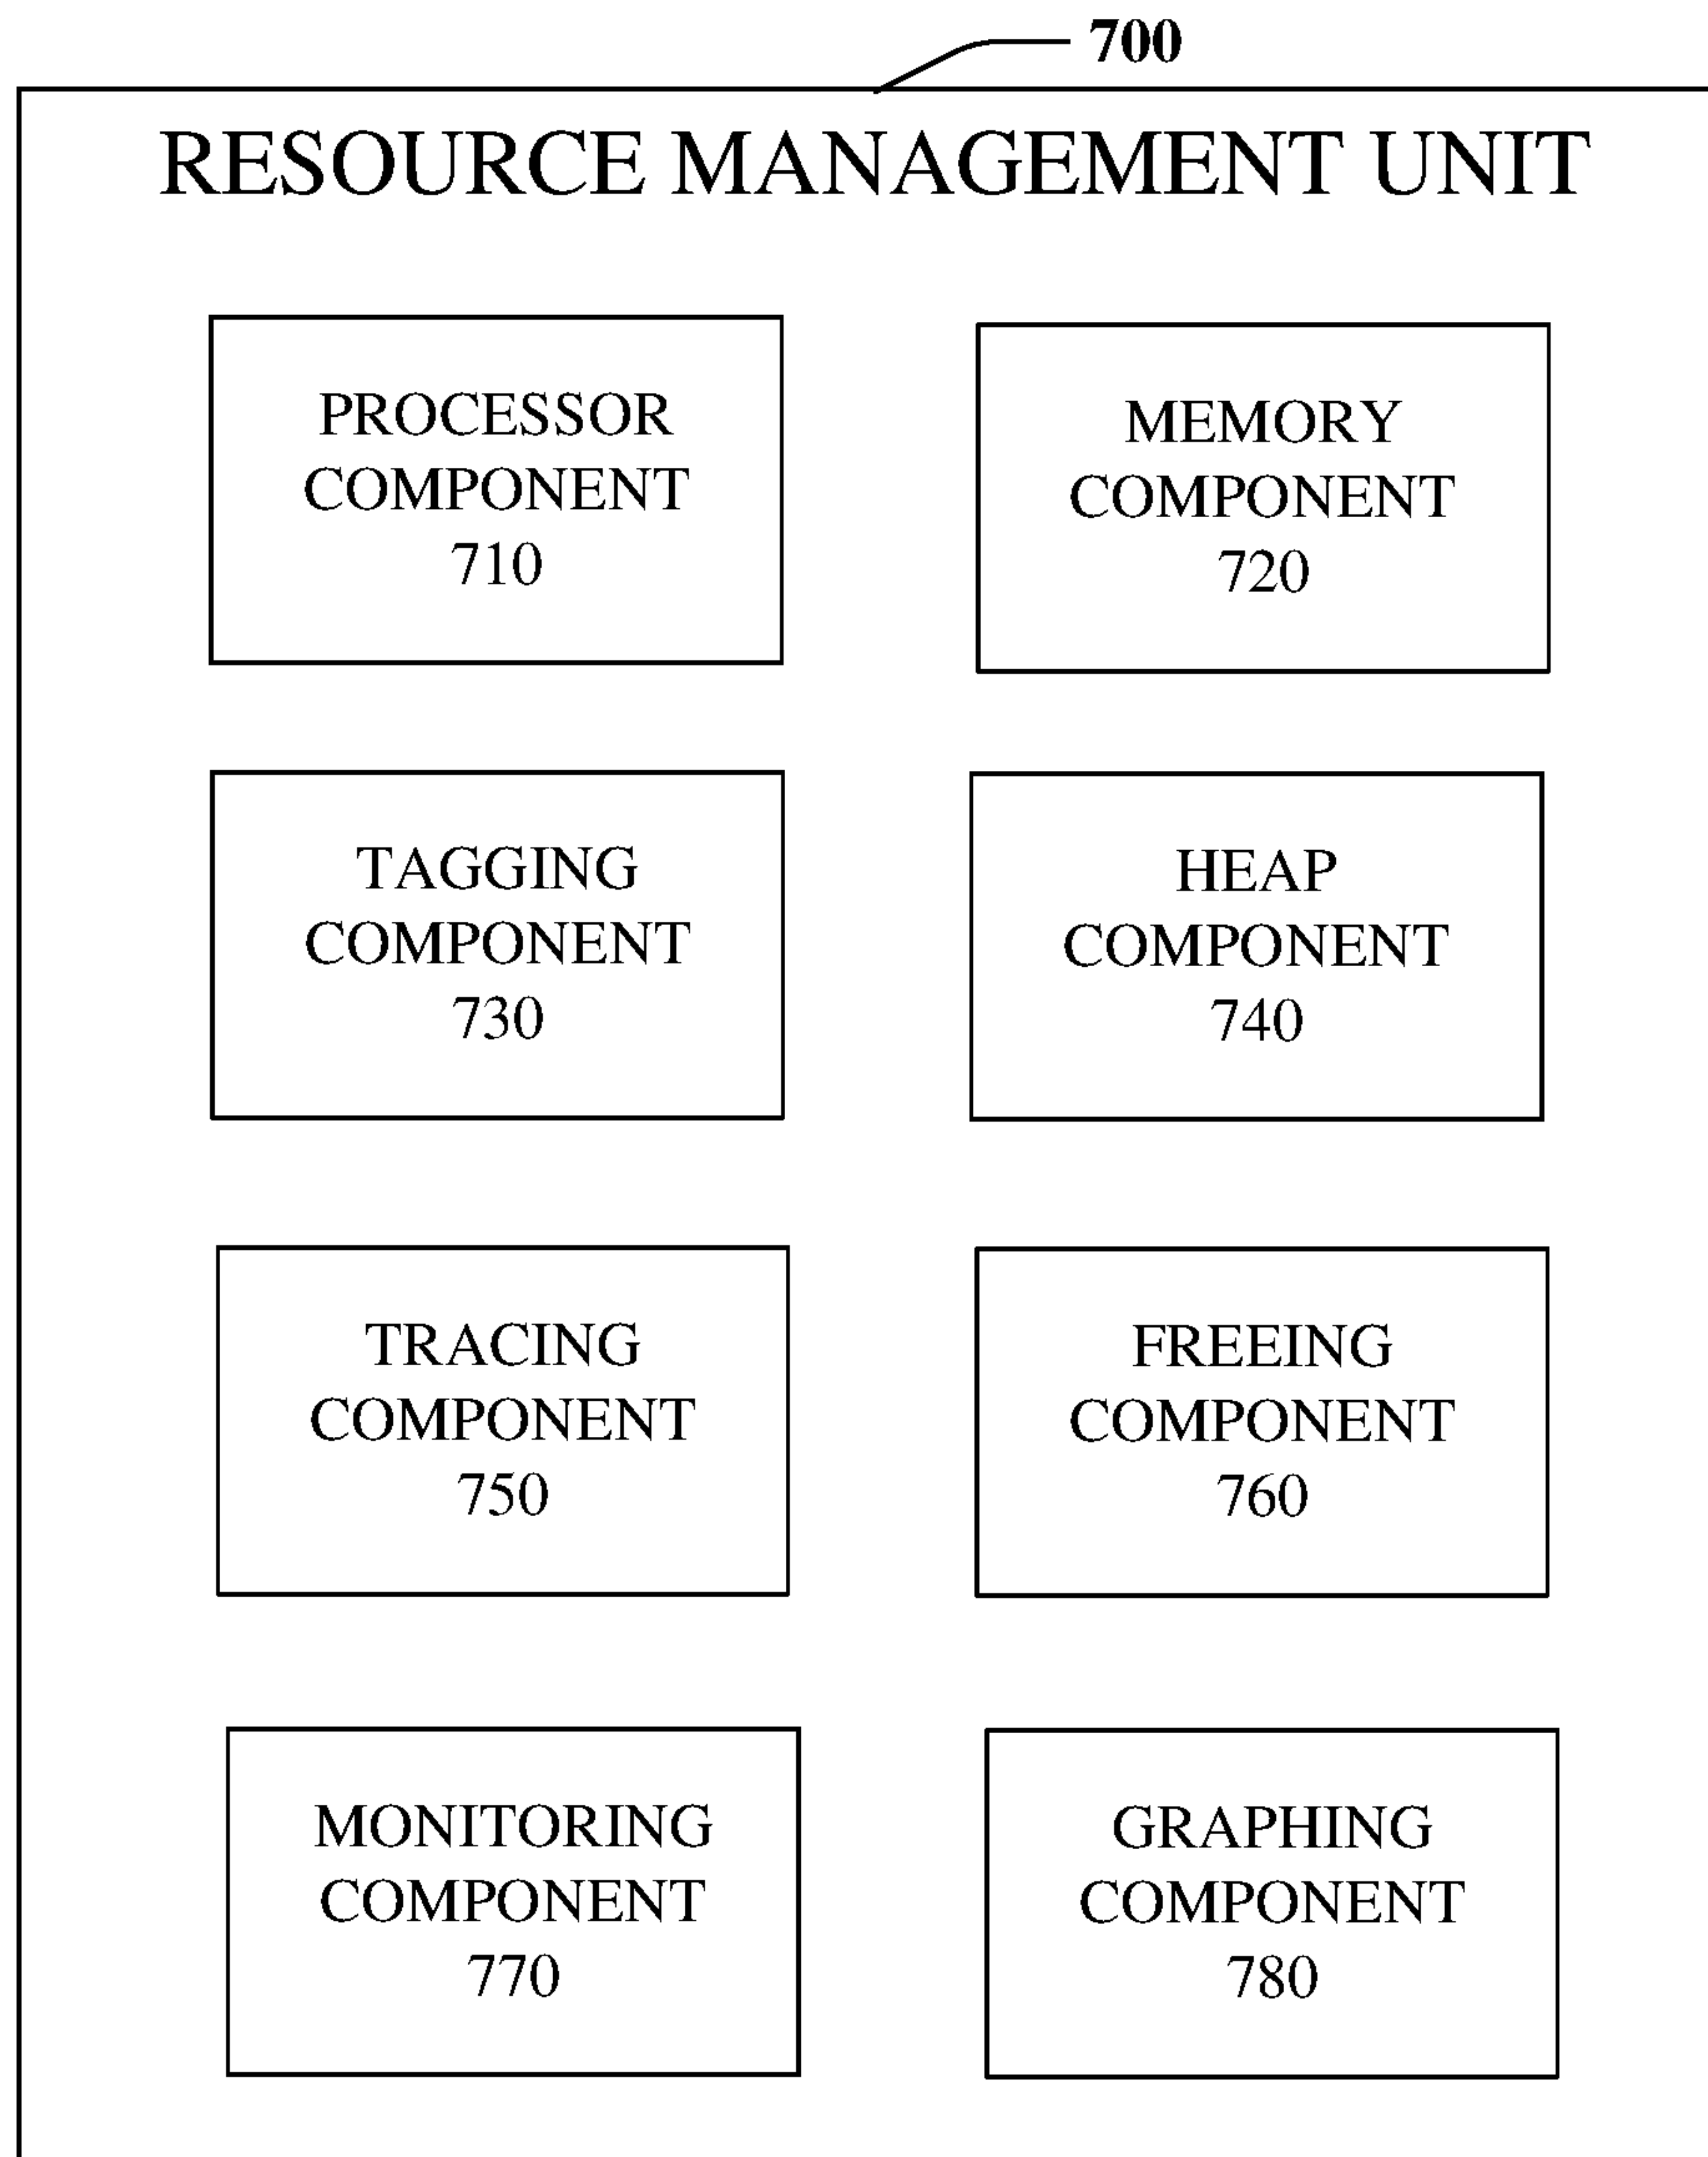 700
RESOURCE MANAGEMENT UNIT
PROCESSOR
COMPONENT
710
MEMORY
COMPONENT
720
TAGGING
COMPONENT
730
HEAP
COMPONENT
740
TRACING
COMPONENT
750
FREEING
COMPONENT
760
MONITORING
COMPONENT
770
GRAPHING
COMPONENT
780